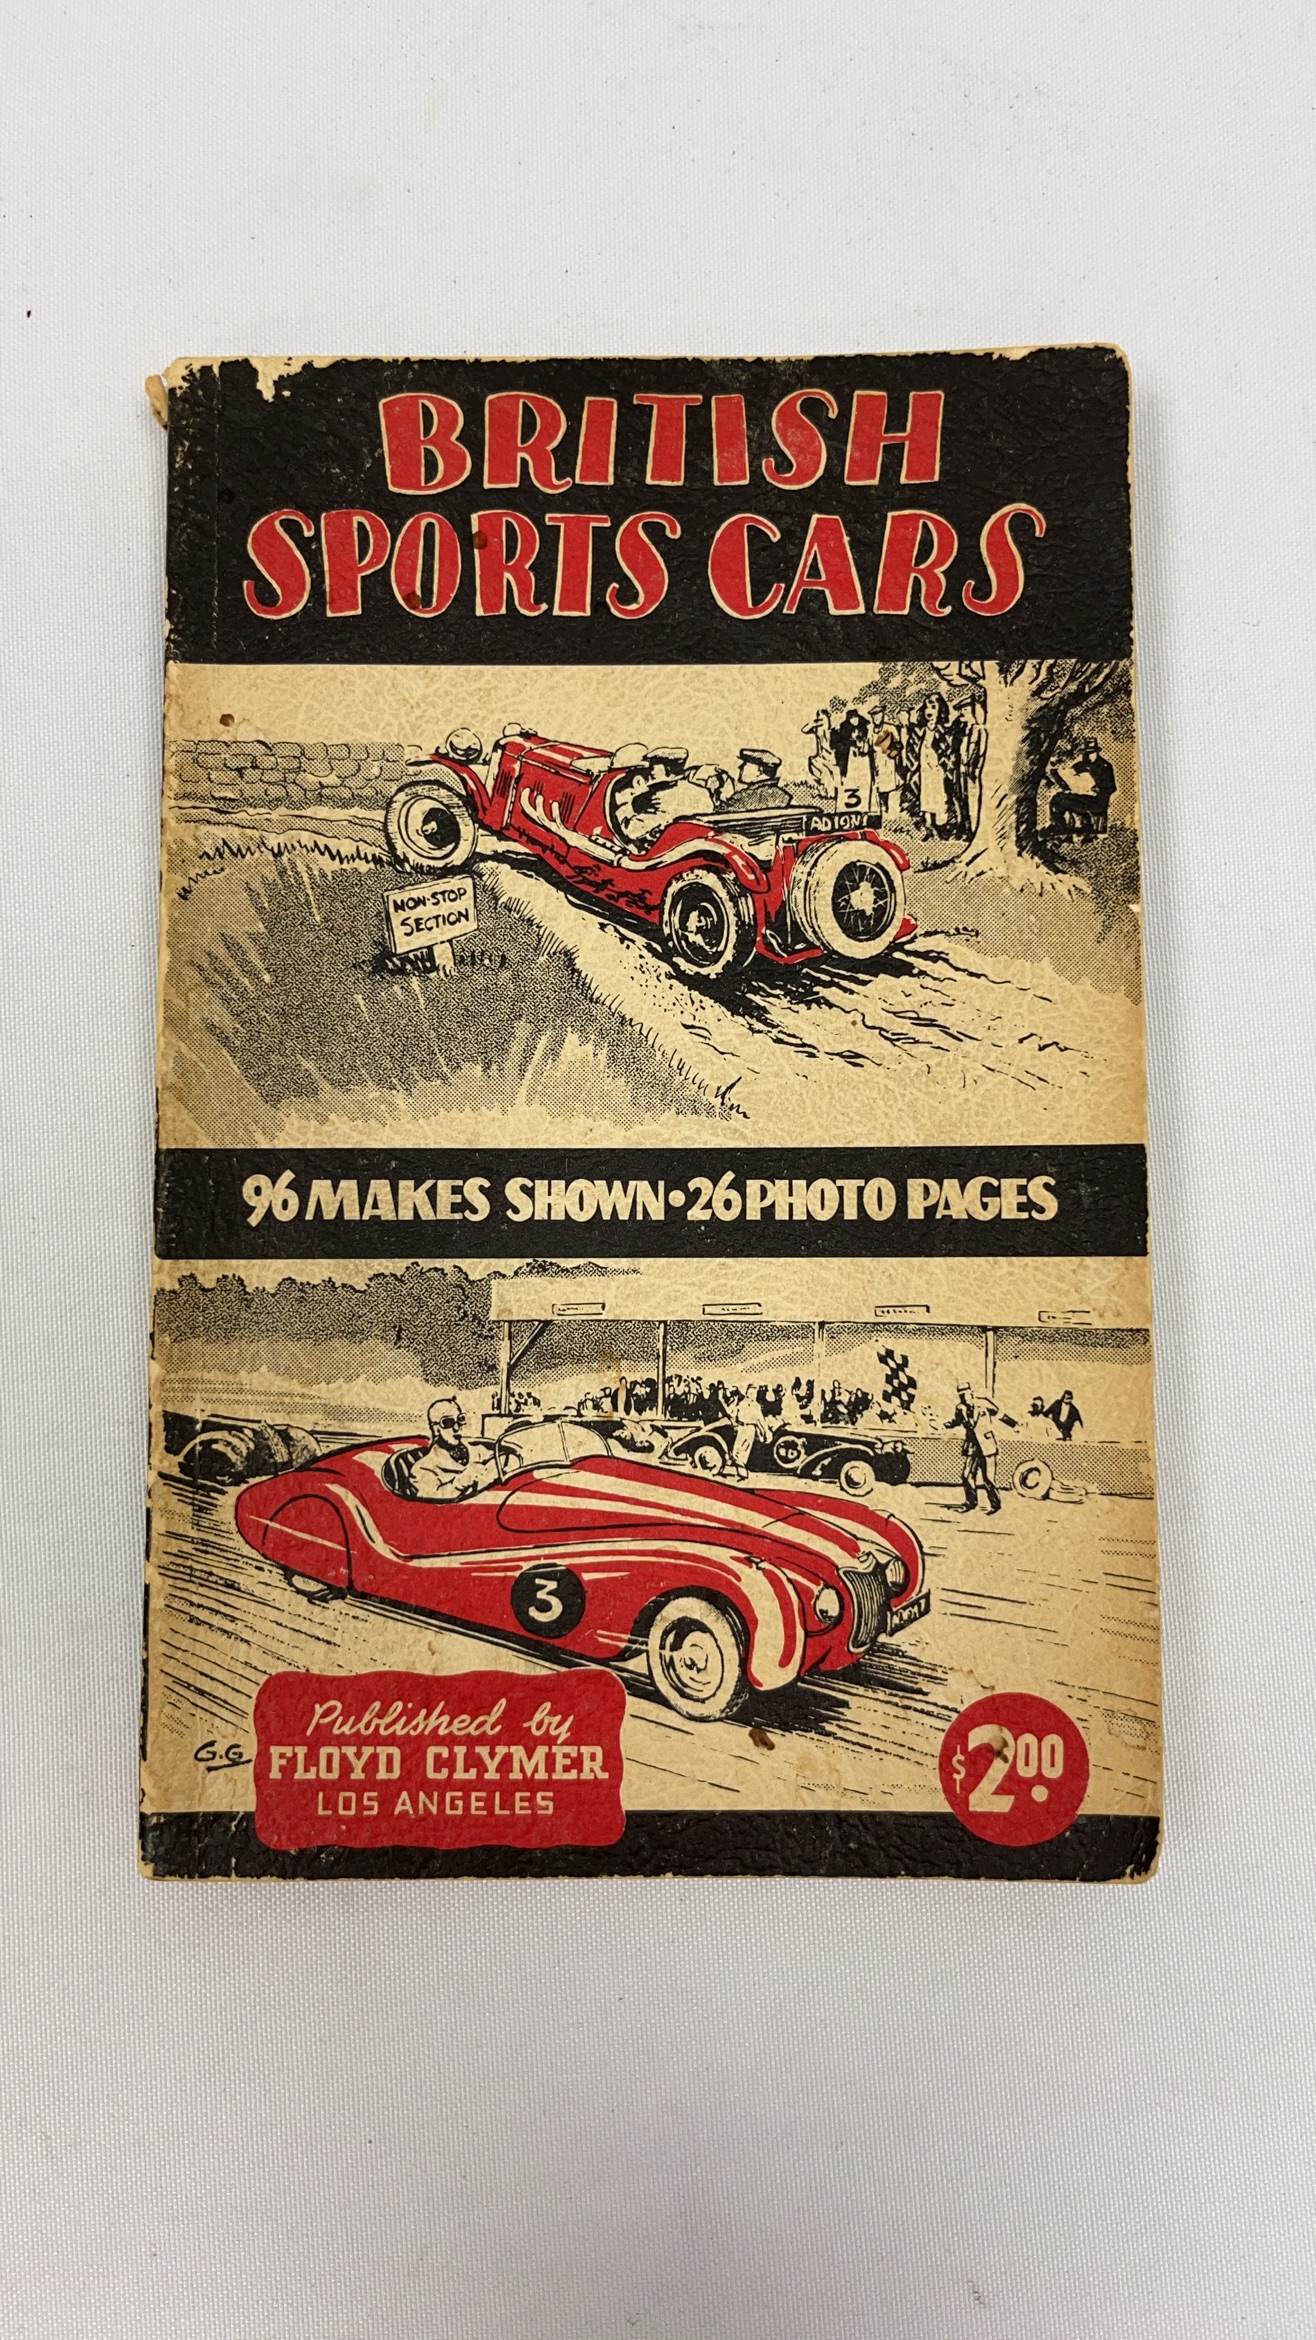 BRITISH
SPORTS CARS
3
NON-STOP
SECTION
96 MAKES SHOWN • 26 PHOTO PAGES
3
Published by
FLOYD CLYMER
LOS ANGELES
G.G
$2.00